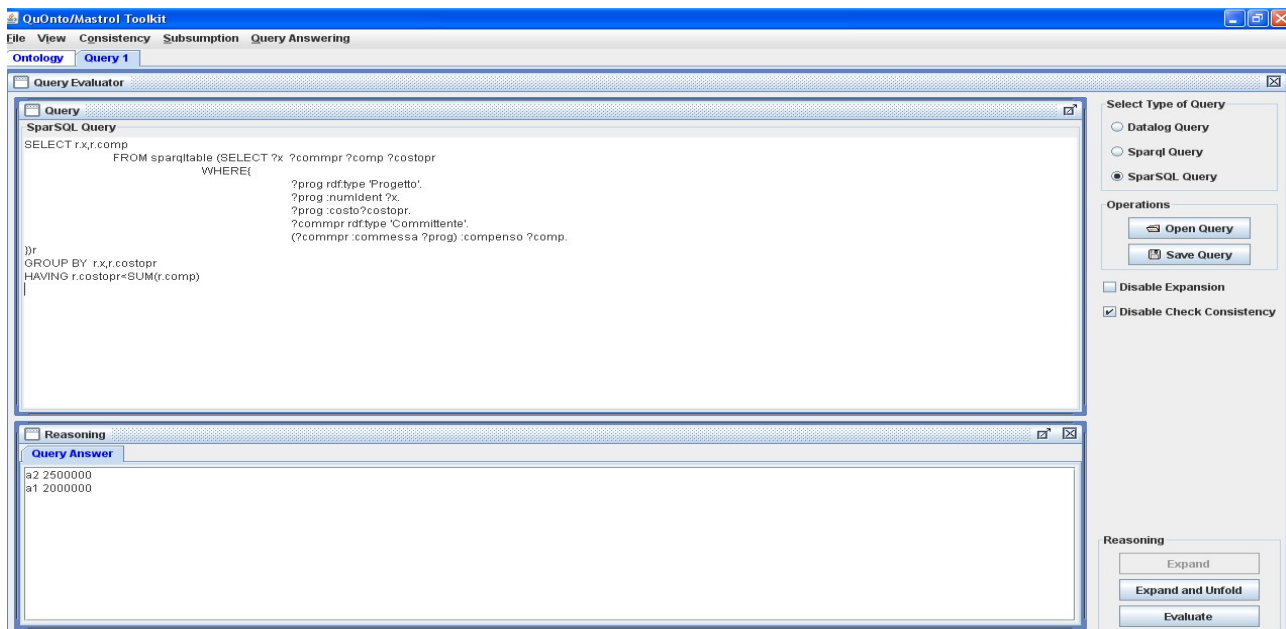 QuOnto/Mastrol Toolkit
File View Consistency Subsumption Query Answering
Ontology Query 1
Query Evaluator
Query
SparSQL Query
SELECT r.x,r.comp
FROM sparqltable (SELECT ?x ?commpr ?comp ?costopr
WHERE{
?prog rdf:type 'Progetto'.
?prog :numIdent ?x.
?prog :costo?costopr.
?commpr rdf:type 'Committente'.
(?commpr :commessa ?prog) :compenso ?comp.
})r
GROUP BY r.x,r.costopr
HAVING r.costopr<SUM(r.comp)
Select Type of Query
Datalog Query
Sparql Query
SparSQL Query
Operations
Open Query
Save Query
Disable Expansion
Disable Check Consistency
Reasoning
Query Answer
a2 2500000
a1 2000000
Reasoning
Expand
Expand and Unfold
Evaluate